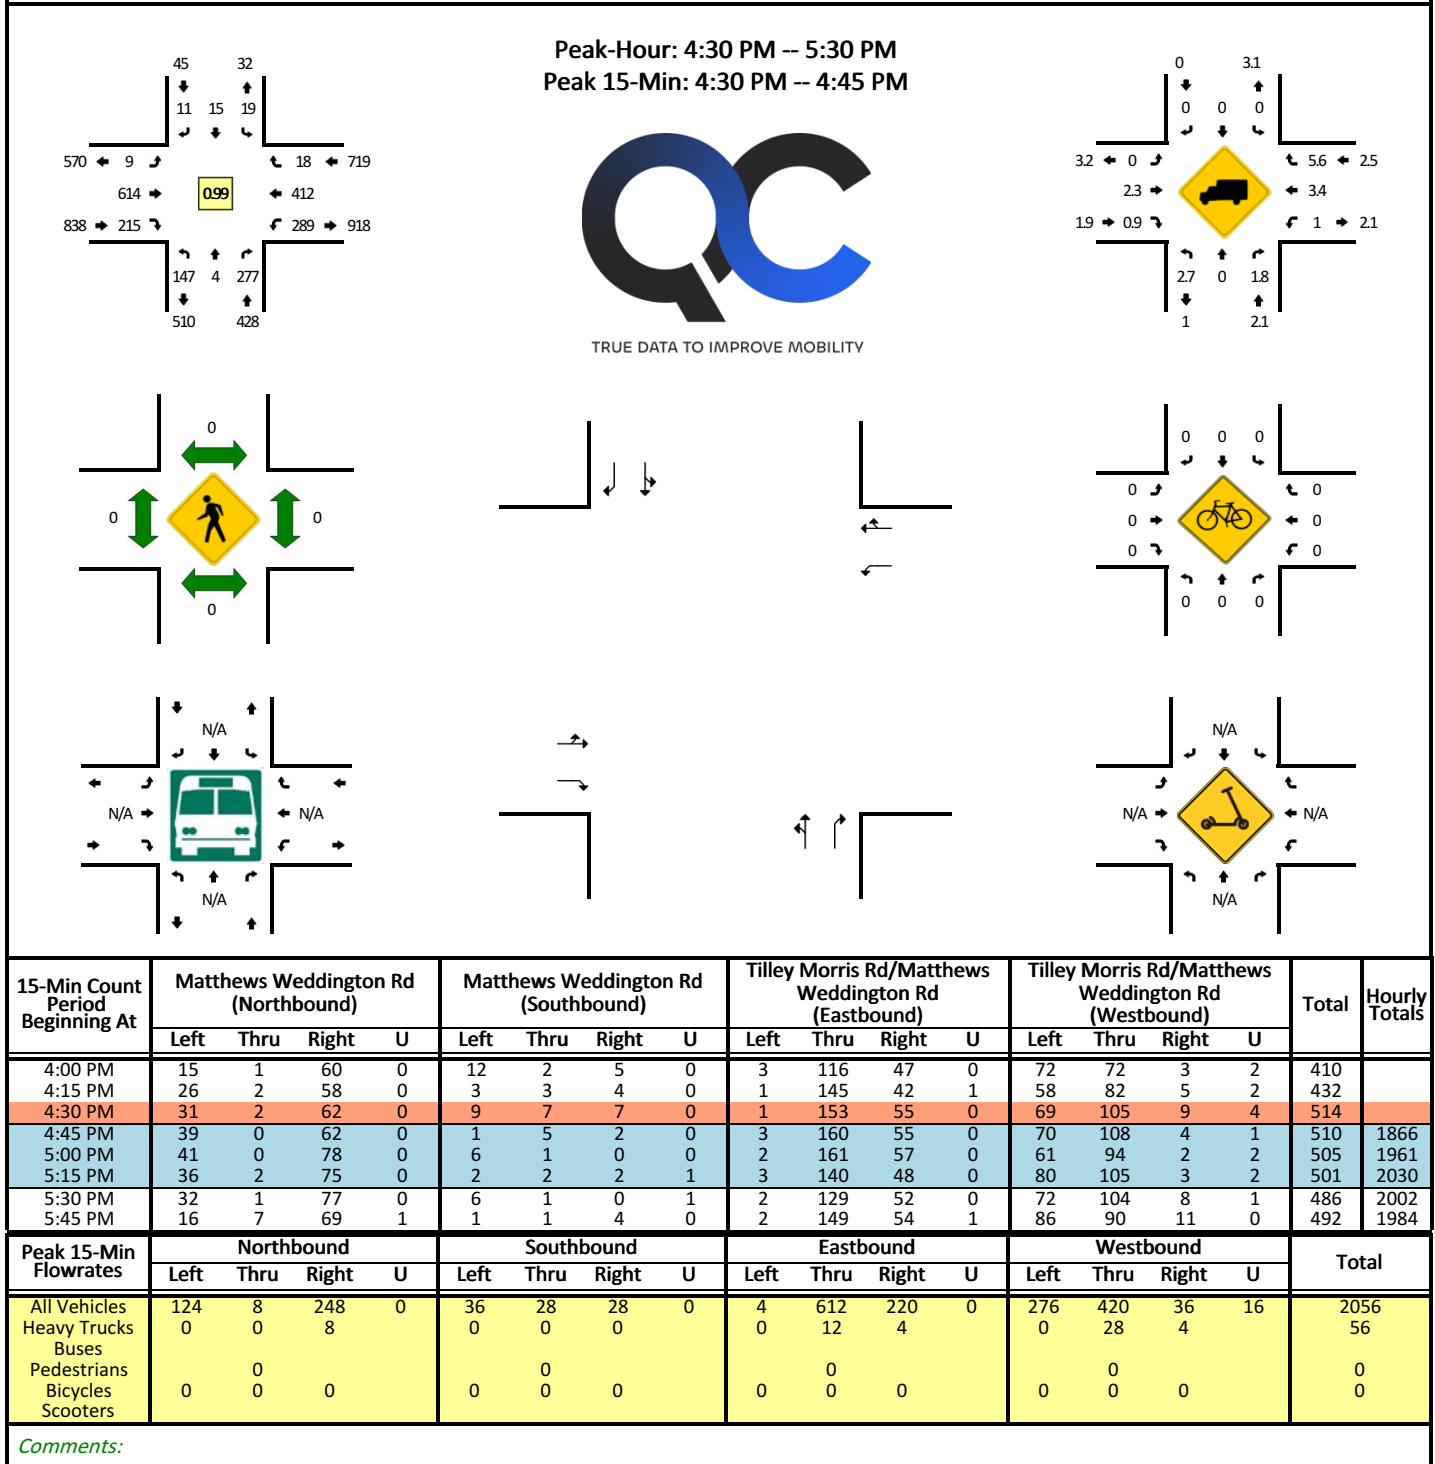 Peak-Hour: 4:30 PM -- 5:30 PM
Peak 15-Min: 4:30 PM -- 4:45 PM
45 32
11 15 19
570 9 18 719
614 0.99 412
838 215 289 918
147 4 277
510 428
0 3.1
0 0 0
3.2 0 5.6 2.5
2.3 3.4
1.9 0.9 1 2.1
2.7 0 1.8
1 2.1
QC
TRUE DATA TO IMPROVE MOBILITY
0
0 0
0
0 0 0
0 0
0 0
0 0
0 0 0
N/A
N/A N/A
N/A
N/A
N/A N/A
N/A
15-Min Count Period Beginning At Matthews Weddington Rd (Northbound) Matthews Weddington Rd (Southbound) Tilley Morris Rd/Matthews Weddington Rd (Eastbound) Tilley Morris Rd/Matthews Weddington Rd (Westbound) Total Hourly Totals
Left Thru Right U Left Thru Right U Left Thru Right U Left Thru Right U
4:00 PM 15 1 60 0 12 2 5 0 3 116 47 0 72 72 3 2 410
4:15 PM 26 2 58 0 3 3 4 0 1 145 42 1 58 82 5 2 432
4:30 PM 31 2 62 0 9 7 7 0 1 153 55 0 69 105 9 4 514
4:45 PM 39 0 62 0 1 5 2 0 3 160 55 0 70 108 4 1 510 1866
5:00 PM 41 0 78 0 6 1 0 0 2 161 57 0 61 94 2 2 505 1961
5:15 PM 36 2 75 0 2 2 2 1 3 140 48 0 80 105 3 2 501 2030
5:30 PM 32 1 77 0 6 1 0 1 2 129 52 0 72 104 8 1 486 2002
5:45 PM 16 7 69 1 1 1 4 0 2 149 54 1 86 90 11 0 492 1984
Peak 15-Min Flowrates Northbound Southbound Eastbound Westbound Total
Left Thru Right U Left Thru Right U Left Thru Right U Left Thru Right U
All Vehicles 124 8 248 0 36 28 28 0 4 612 220 0 276 420 36 16 2056
Heavy Trucks 0 0 8 0 0 0 0 12 4 0 28 4 56
Buses
Pedestrians 0 0 0 0 0
Bicycles 0 0 0 0 0 0 0 0 0 0 0 0 0
Scooters
Comments: